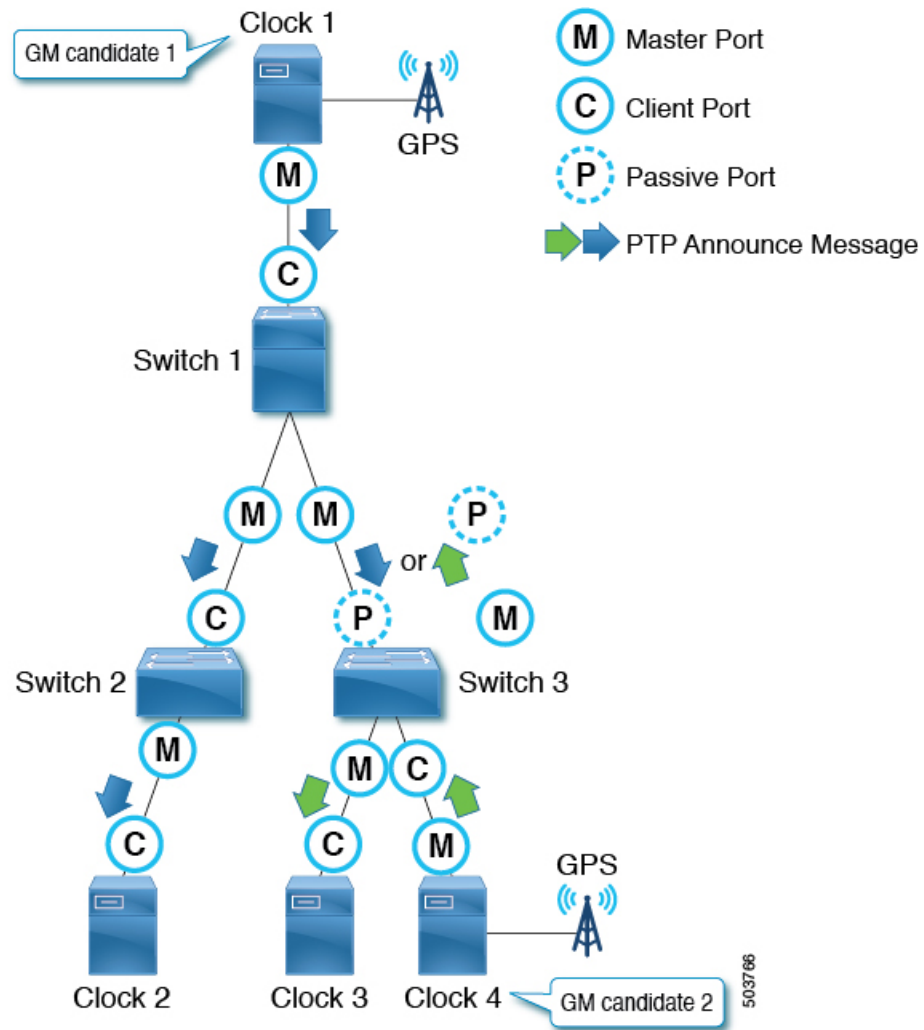 Clock 1
GM candidate 1
GPS
M Master Port
C Client Port
P Passive Port
PTP Announce Message
M
C
Switch 1
M
M
P
or
C
P
M
Switch 2
Switch 3
M
M
C
C
C
M
GPS
Clock 2
Clock 3
Clock 4
GM candidate 2
503766